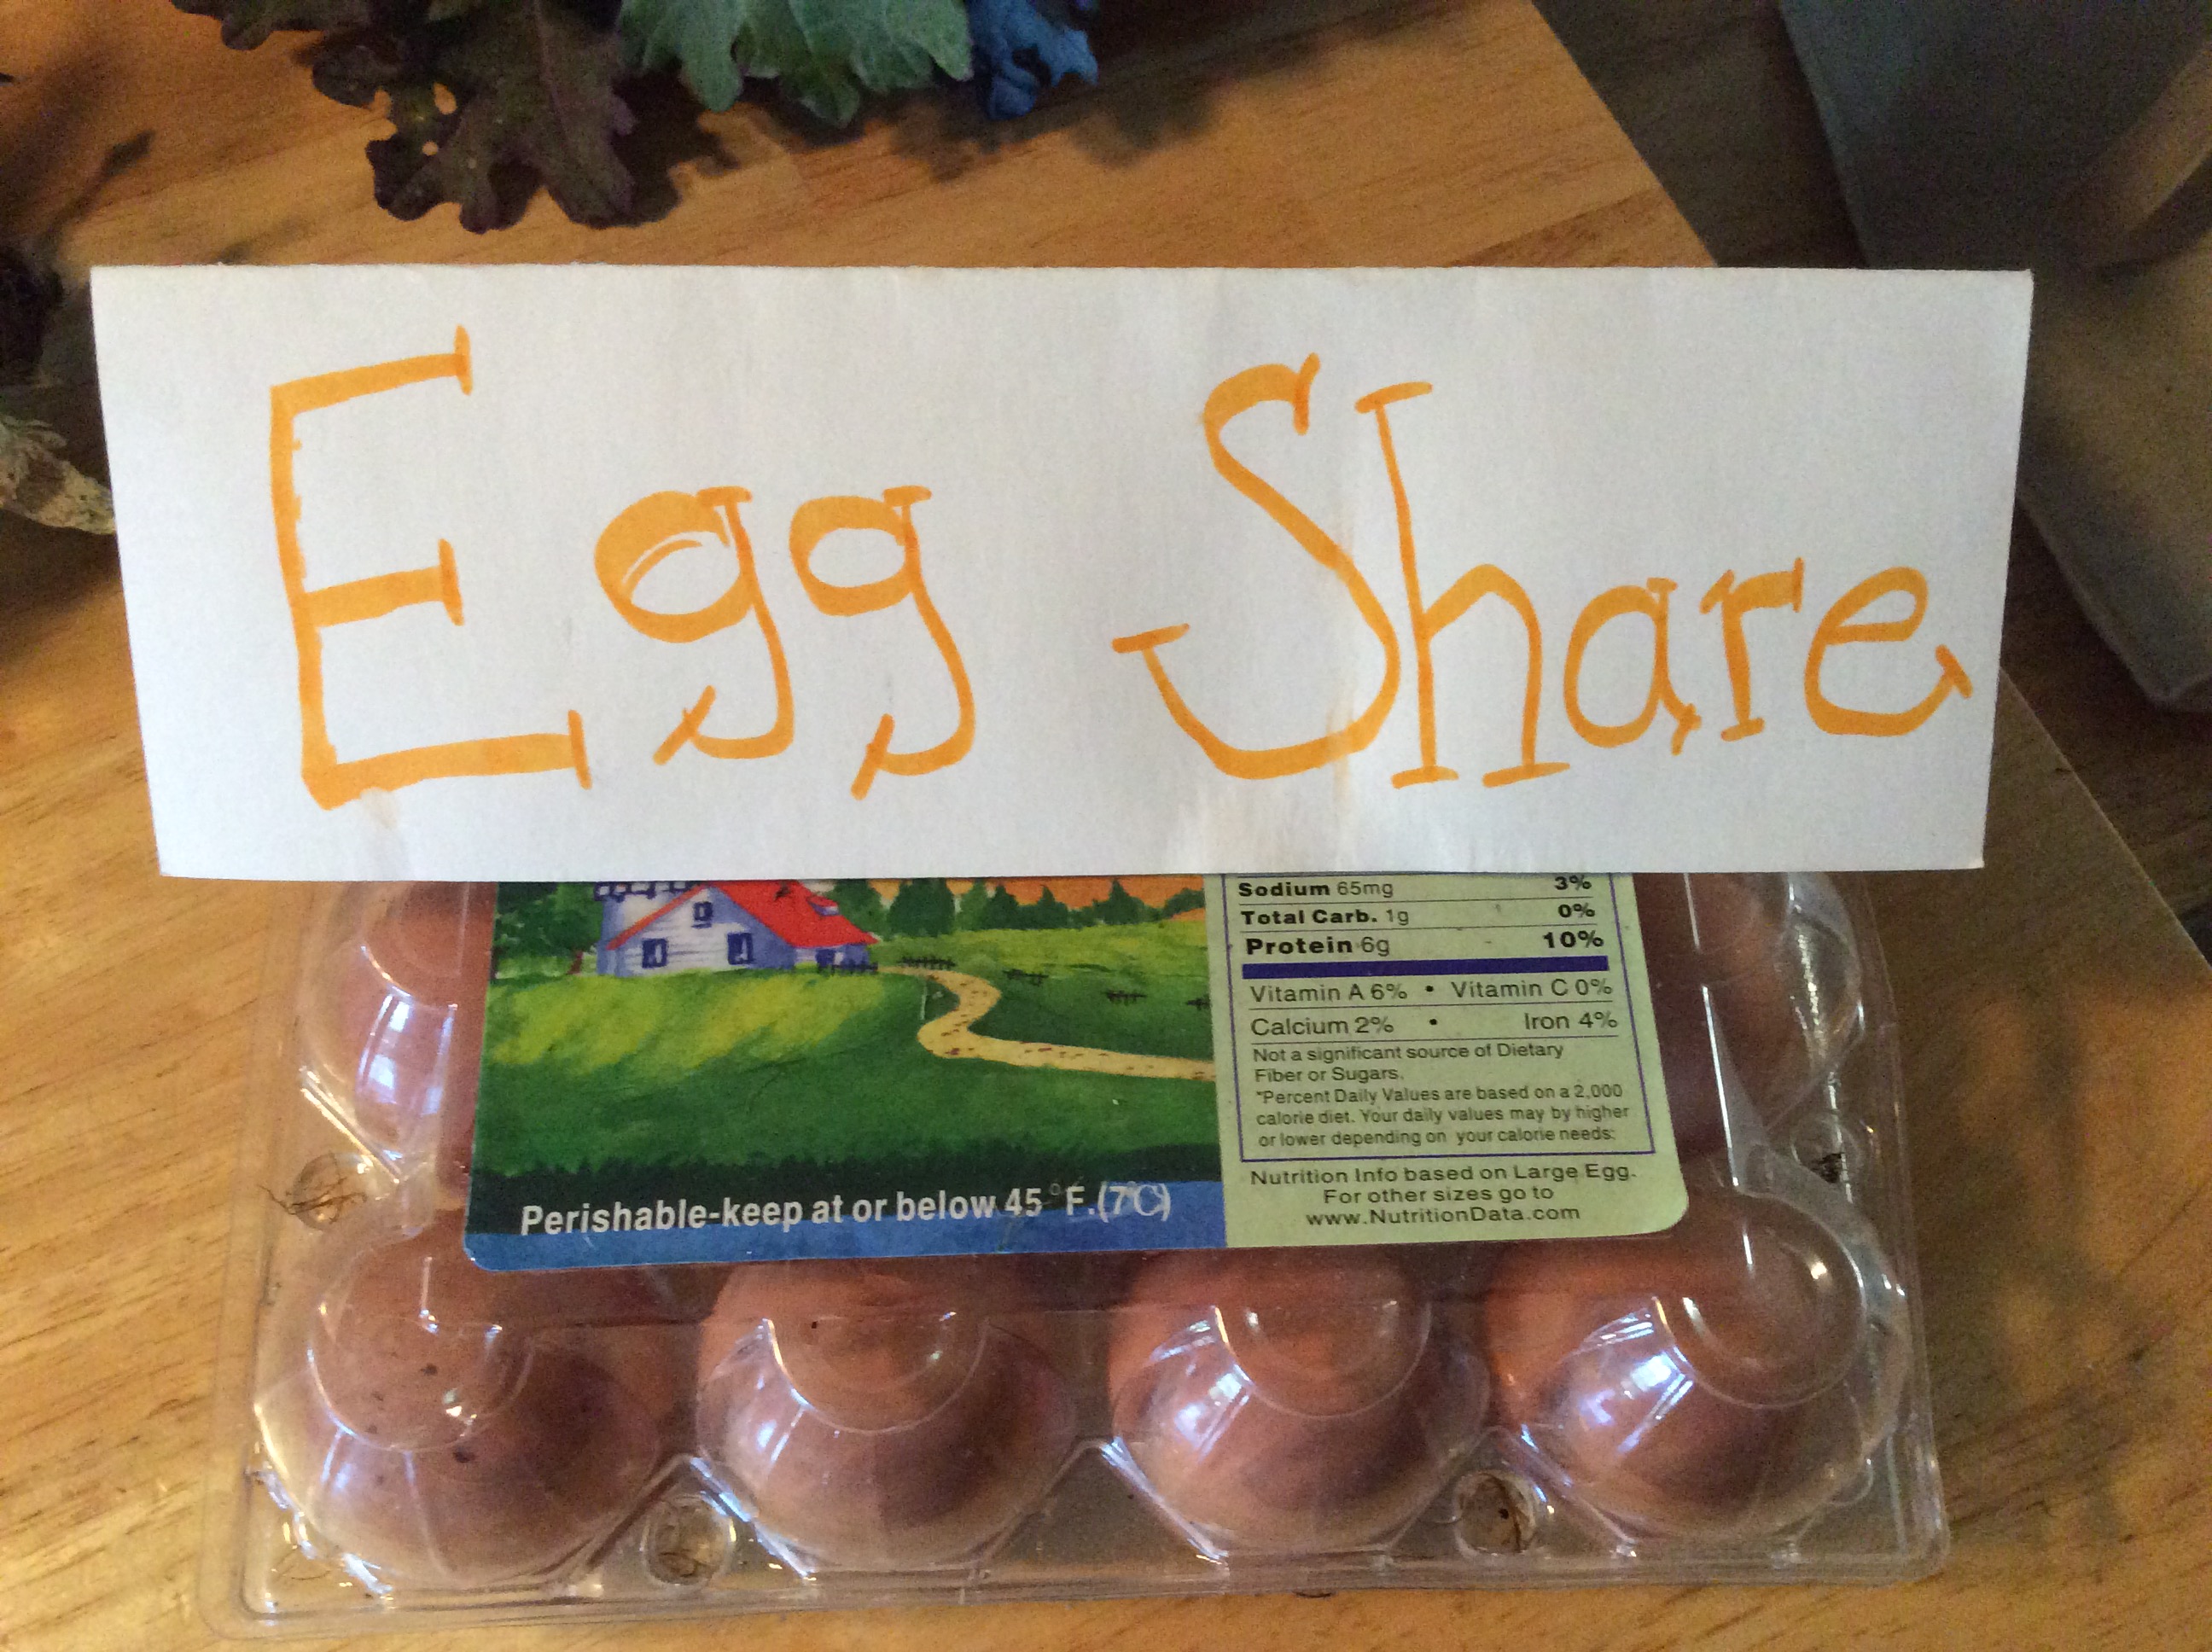 Egg Share
Sodium 65mg 3%
Total Carb. 1g 0%
Protein 6g 10%
Vitamin A 6% • Vitamin C 0%
Calcium 2% • Iron 4%
Not a significant source of Dietary
Fiber or Sugars.
*Percent Daily Values are based on a 2,000
calorie diet. Your daily values may by higher
or lower depending on your calorie needs:
Nutrition Info based on Large Egg.
For other sizes go to
www.NutritionData.com
Perishable-keep at or below 45°F.(7°C)